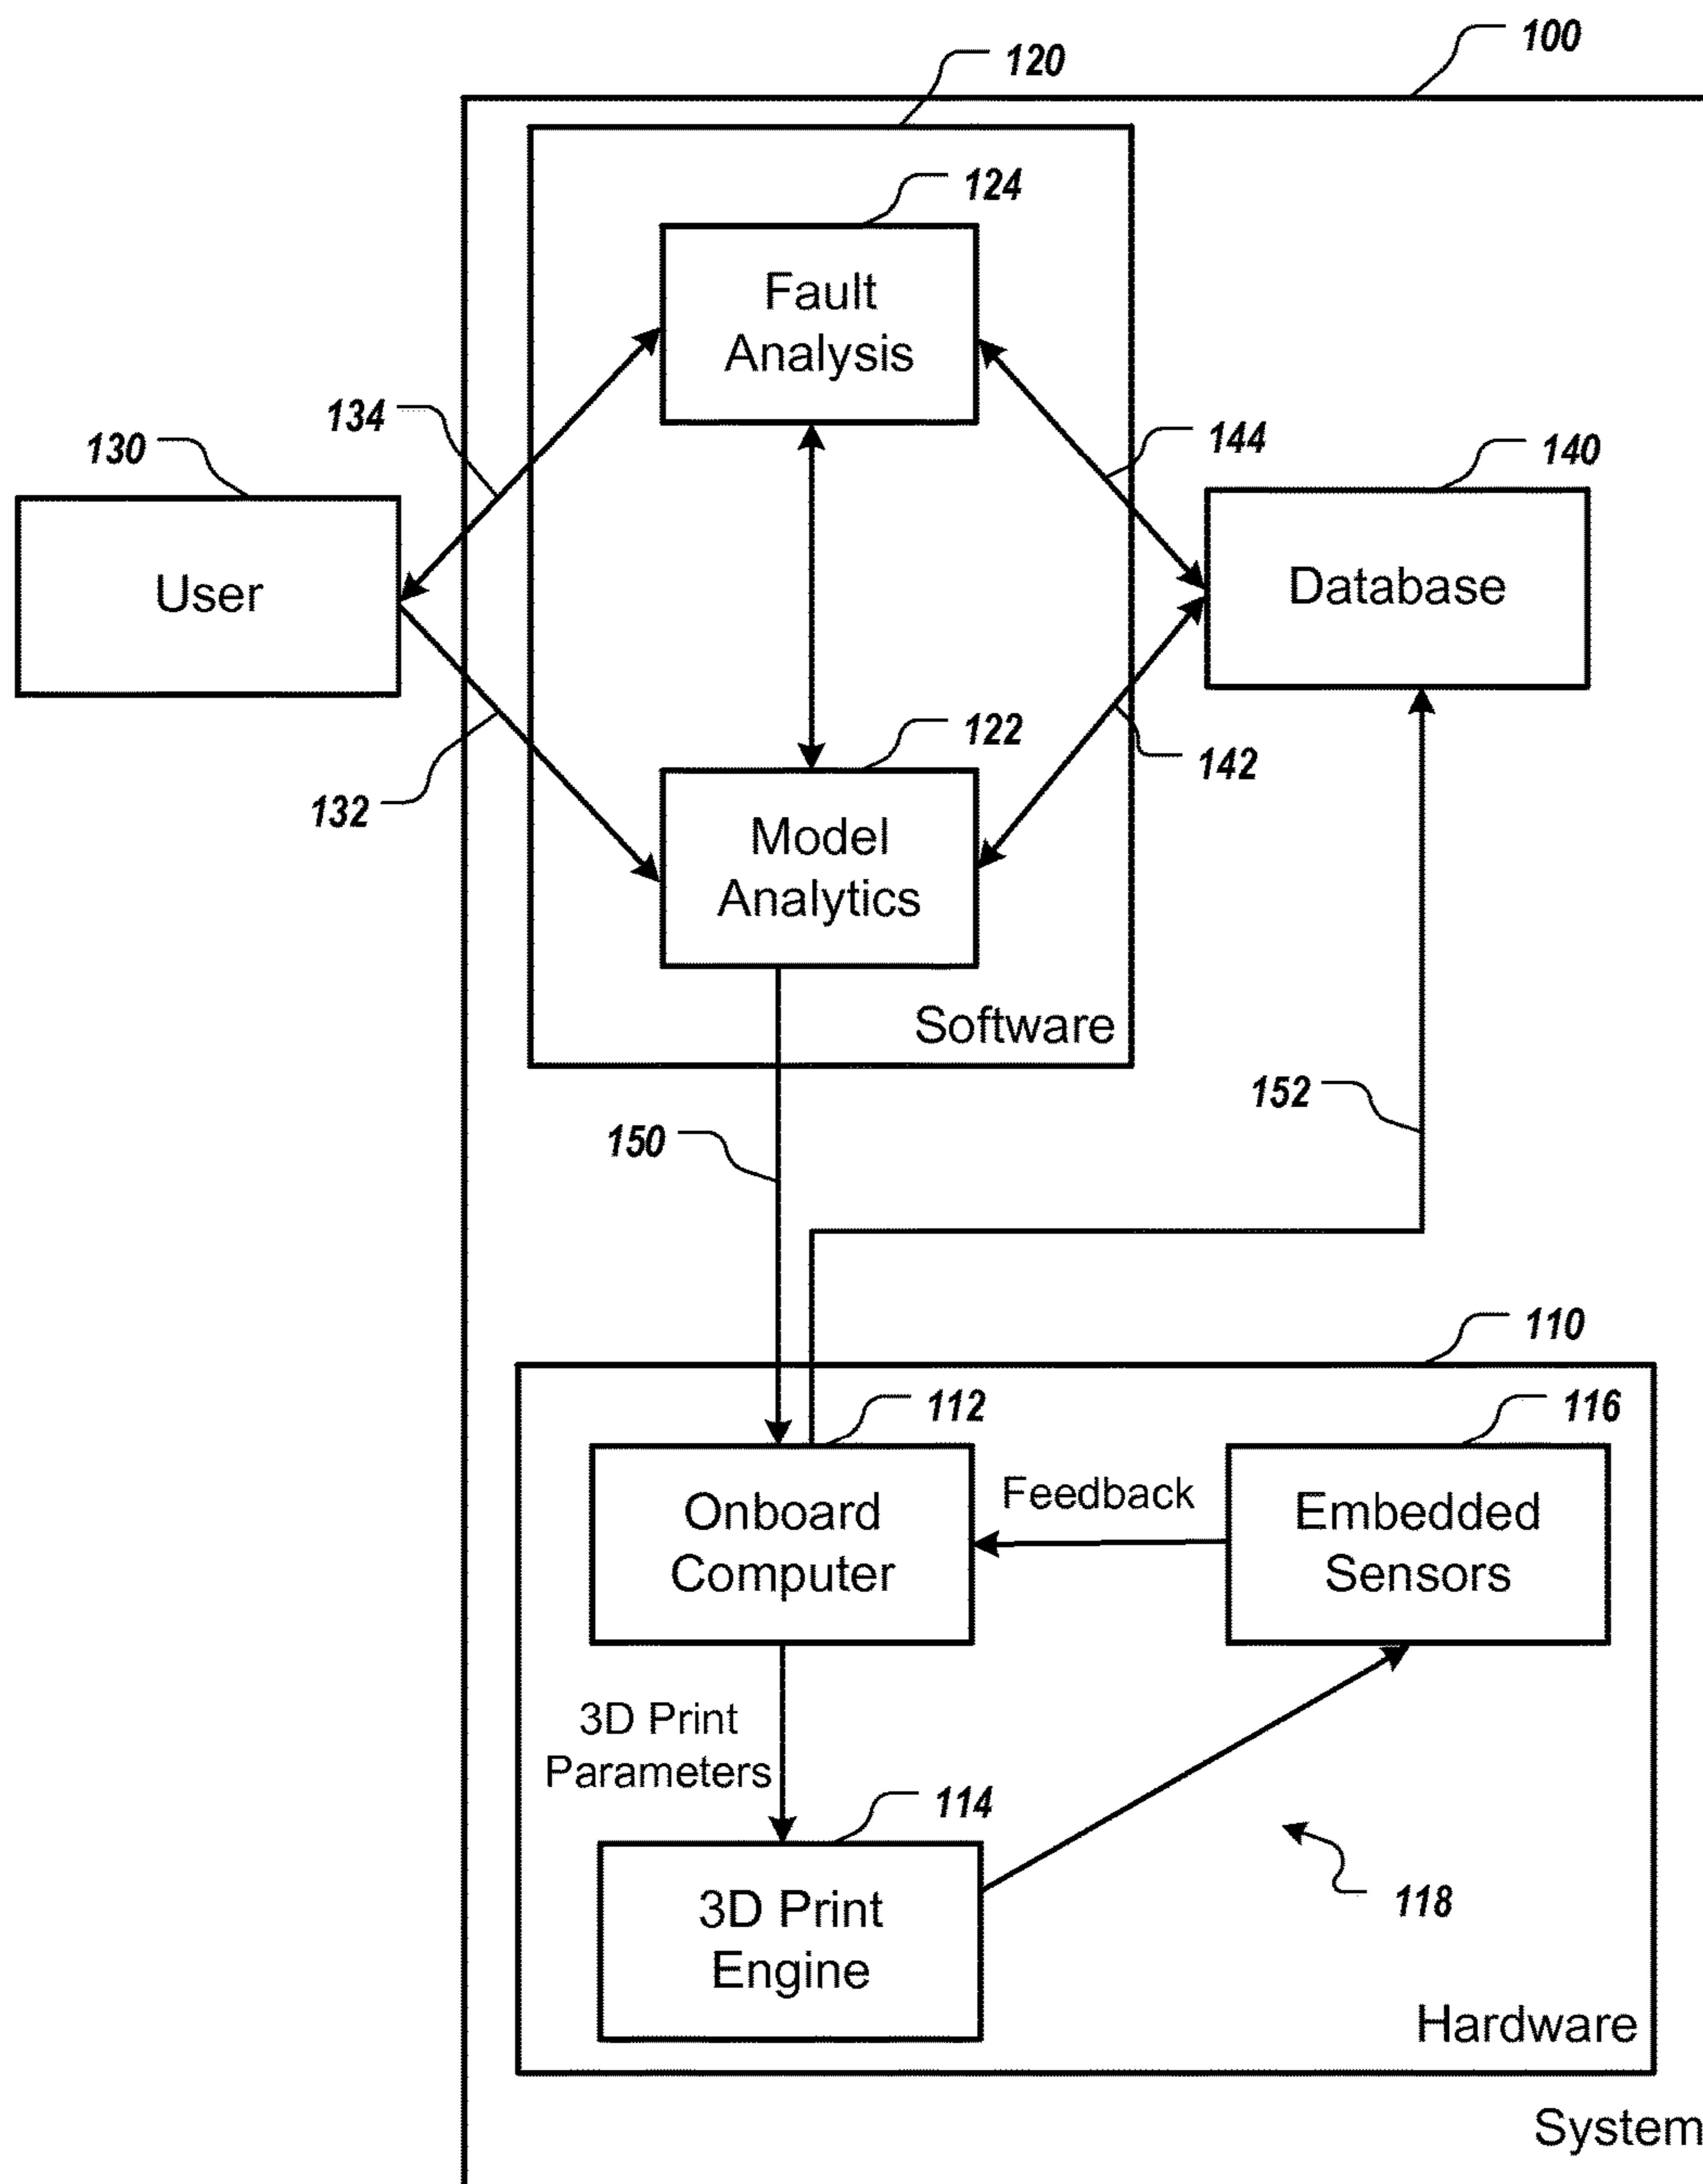 100
120
124
Fault
Analysis
134
144
130
140
User
Database
122
142
132
Model
Analytics
Software
152
150
110
112
116
Feedback
Onboard
Computer
Embedded
Sensors
3D Print
Parameters
114
118
3D Print
Engine
Hardware
System